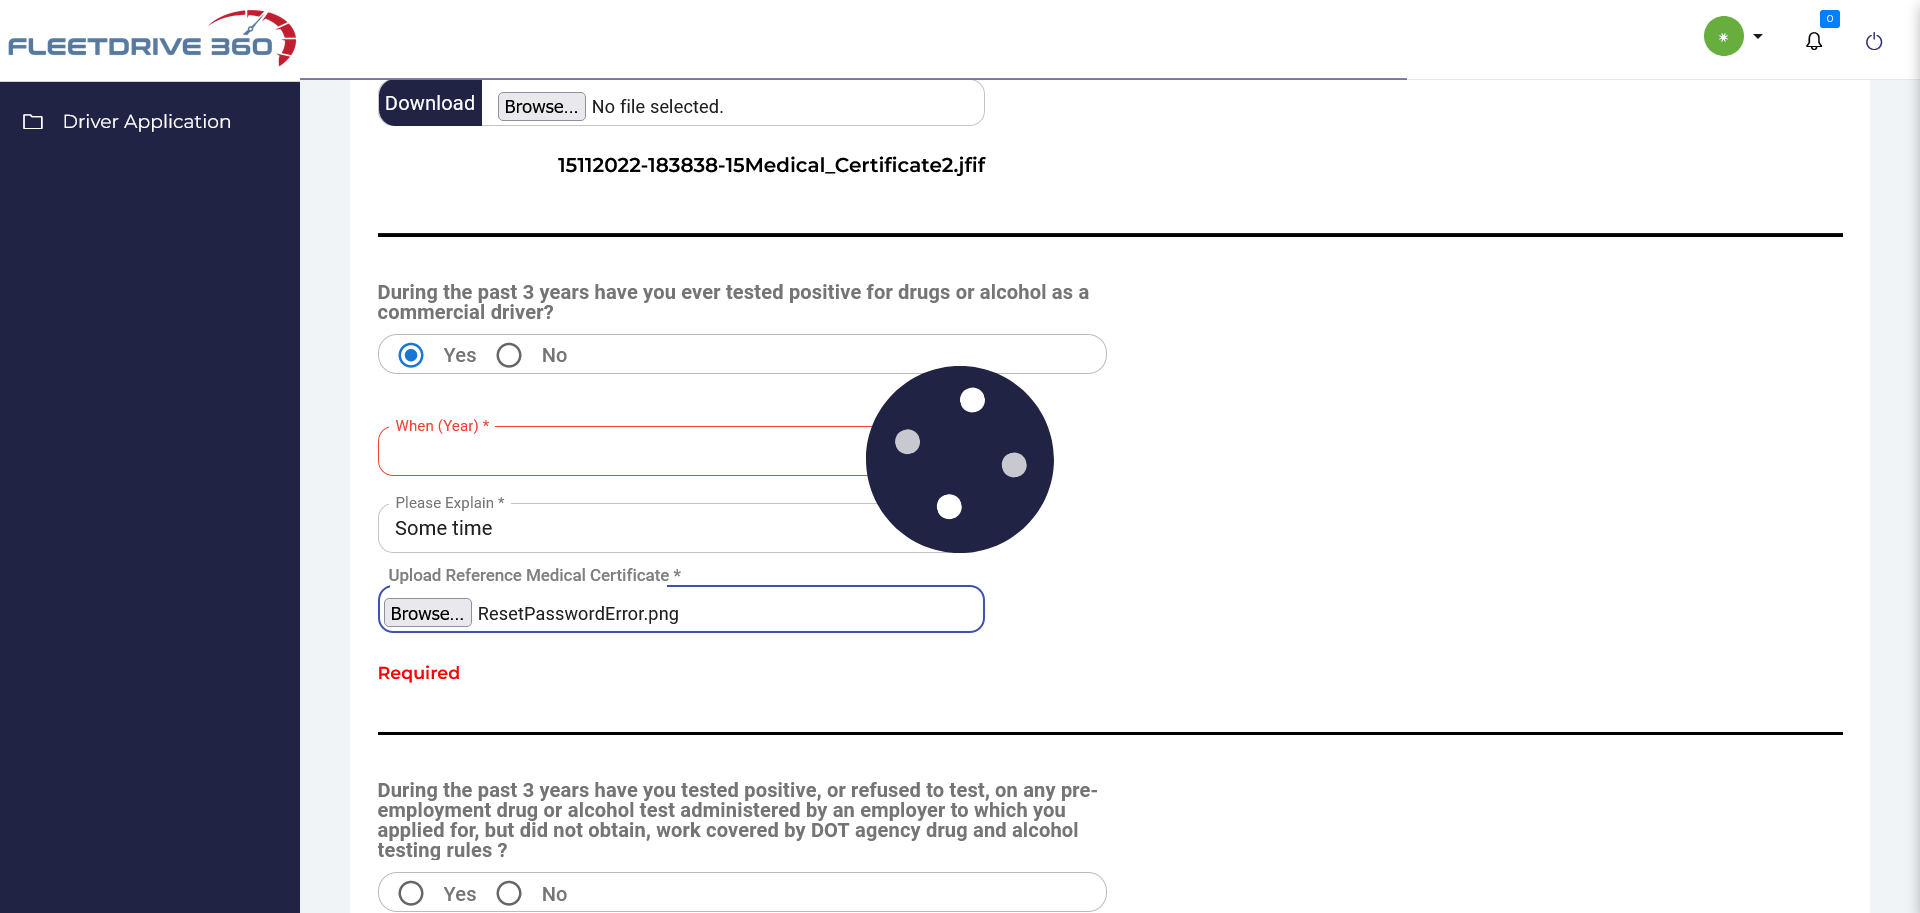 FLEETDRIVE 360
0
Driver Application
Download
Browse... No file selected.
15112022-183838-15Medical_Certificate2.jfif
During the past 3 years have you ever tested positive for drugs or alcohol as a
commercial driver?
Yes No
When (Year) *
Please Explain *
Some time
Upload Reference Medical Certificate *
Browse... ResetPasswordError.png
Required
During the past 3 years have you tested positive, or refused to test, on any pre-
employment drug or alcohol test administered by an employer to which you
applied for, but did not obtain, work covered by DOT agency drug and alcohol
testing rules ?
Yes No